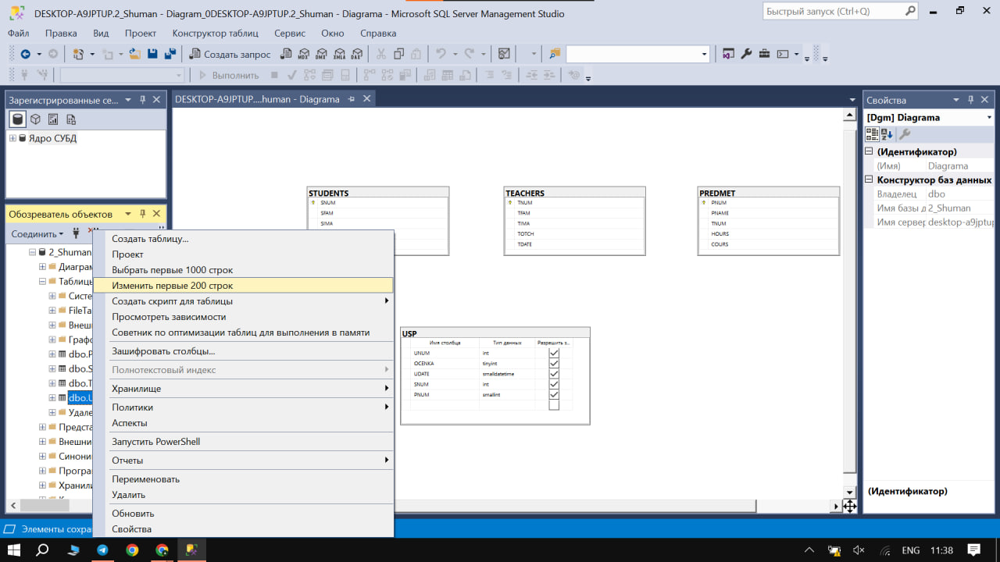 DESKTOP-A9JPTUP.2_Shuman - Diagram_0DESKTOP-A9JPTUP.2_Shuman - Diagrama - Microsoft SQL Server Management Studio
Быстрый запуск (Ctrl+Q)
Файл Правка Вид Проект Конструктор таблиц Сервис Окно Справка
Создать запрос MDX DMX XMLA DAX
Выполнить
Зарегистрированные се...
DESKTOP-A9JPTUP....human - Diagrama
Свойства
[Dgm] Diagrama
Ядро СУБД
(Идентификатор)
(Имя) Diagrama
Конструктор баз данных
Владелец dbo
Имя базы д 2_Shuman
Имя сервер desktop-a9jptup
STUDENTS
SNUM
SFAM
SIMA
TEACHERS
TNUM
TFAM
TIMA
TOTCH
TDATE
PREDMET
PNUM
PNAME
TNUM
HOURS
COURS
Обозреватель объектов
Соединить
2_Shuman
Диаграм
Таблицы
Систе
FileTa
Внеш
Графо
dbo.P
dbo.S
dbo.T
dbo.U
Удале
Предста
Внешни
Синони
Програ
Хранили
Создать таблицу...
Проект
Выбрать первые 1000 строк
Изменить первые 200 строк
Создать скрипт для таблицы
Просмотреть зависимости
Советник по оптимизации таблиц для выполнения в памяти
Зашифровать столбцы...
Полнотекстовый индекс
Хранилище
Политики
Аспекты
Запустить PowerShell
Отчеты
Переименовать
Удалить
Обновить
Свойства
USP
Имя столбца Тип данных Разрешить з...
UNUM int
OCENKA tinyint
UDATE smalldatetime
SNUM int
PNUM smallint
(Идентификатор)
Элементы сохра
ENG 11:38